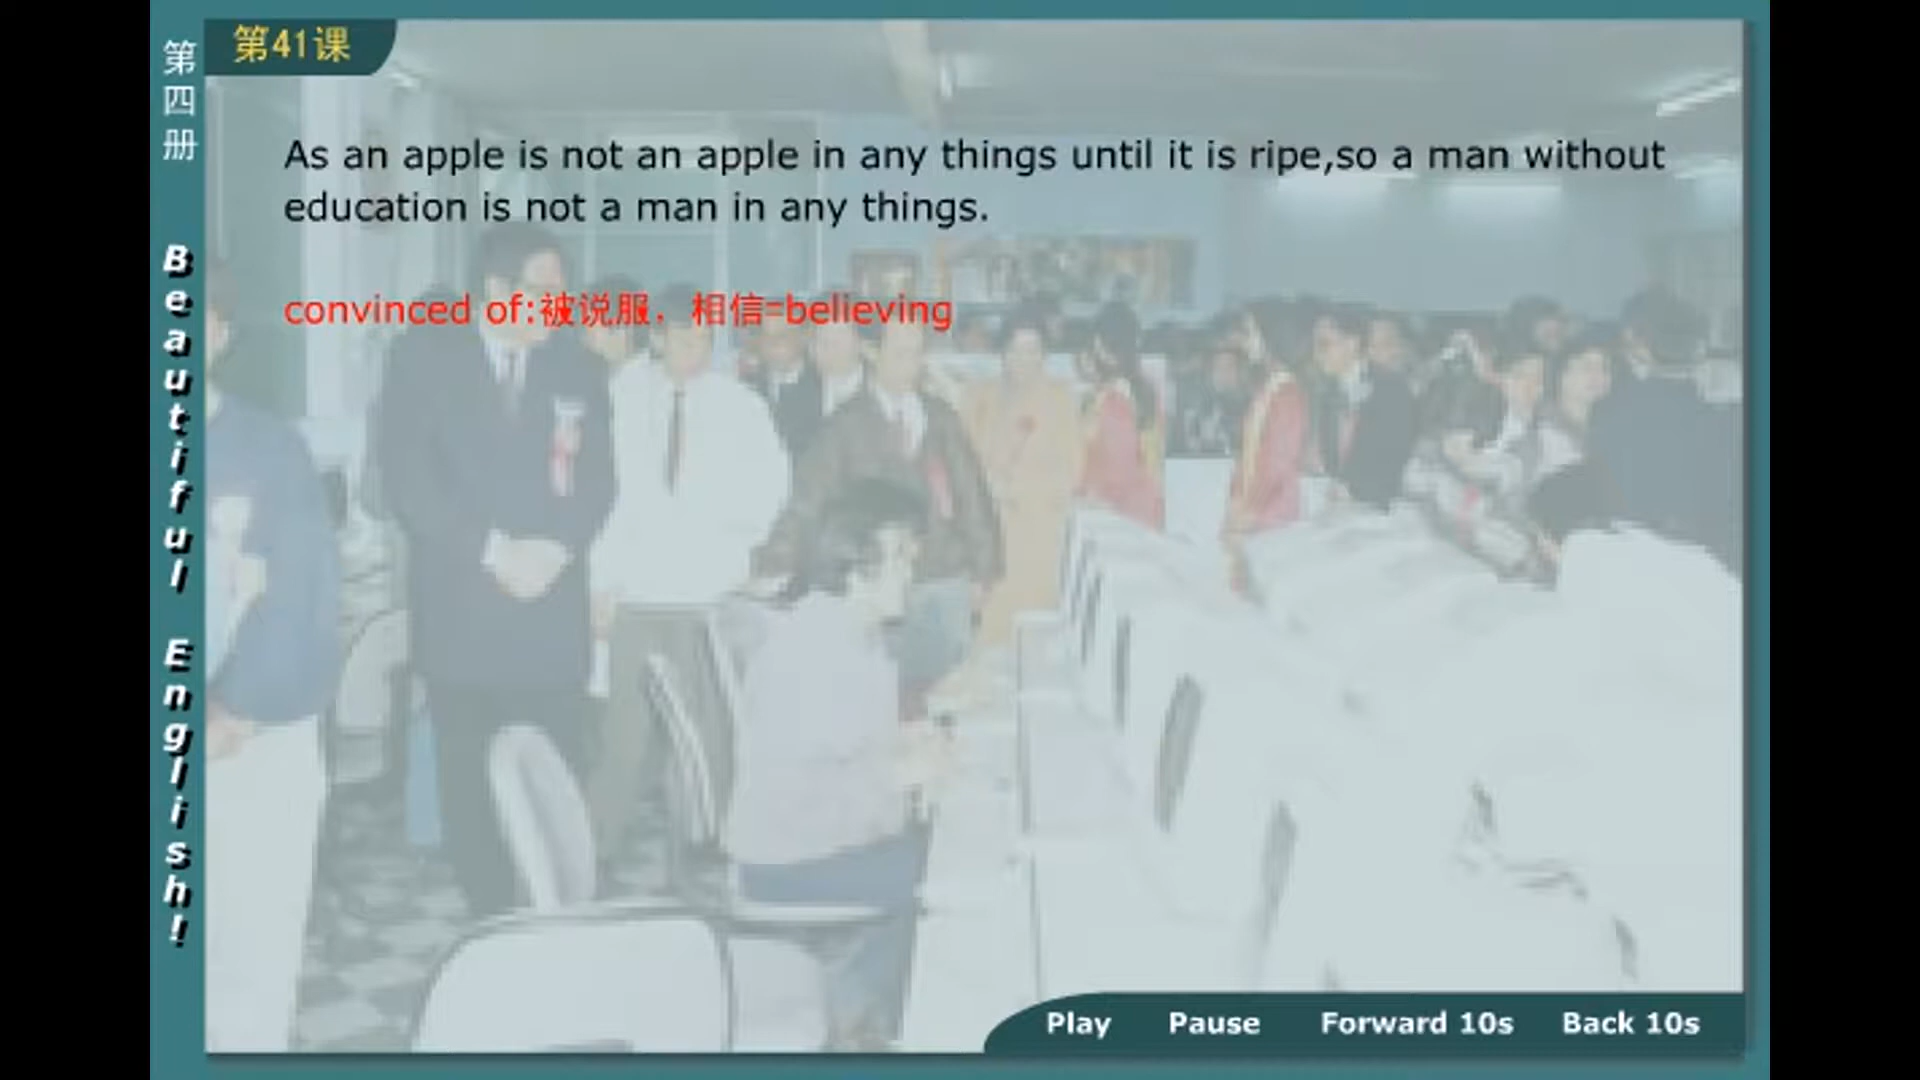 第四册
Beautiful English!
第41课
As an apple is not an apple in any things until it is ripe,so a man without
education is not a man in any things.
convinced of:被说服，相信=believing
Play Pause Forward 10s Back 10s